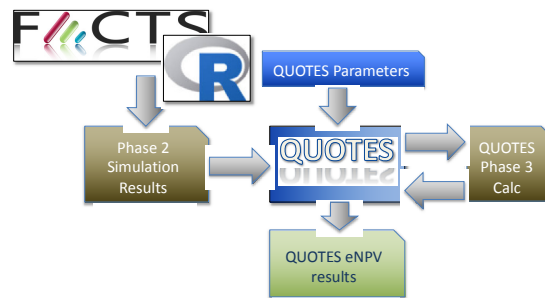 FACTS
R
QUOTES Parameters
Phase 2
Simulation
Results
QUOTES
QUOTES
Phase 3
Calc
QUOTES eNPV
results